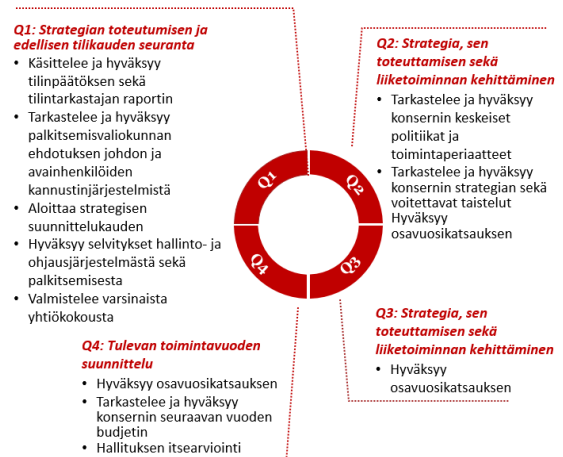 Q1: Strategian toteutumisen ja
edellisen tilikauden seuranta
• Käsittelee ja hyväksyy
tilinpäätöksen sekä
tilintarkastajan raportin
• Tarkastelee ja hyväksyy
palkitsemisvaliokunnan
ehdotuksen johdon ja
avainhenkilöiden
kannustinjärjestelmistä
• Aloittaa strategisen
suunnittelukauden
• Hyväksyy selvitykset hallinto- ja
ohjausjärjestelmästä sekä
palkitsemisesta
• Valmistelee varsinaista
yhtiökokousta
Q2: Strategia, sen
toteuttamisen sekä
liiketoiminnan kehittäminen
• Tarkastelee ja hyväksyy
konsernin keskeiset
politiikat ja
toimintaperiaatteet
• Tarkastelee ja hyväksyy
konsernin strategian sekä
voitettavat taistelut
Hyväksyy
osavuosikatsauksen
Q1
Q2
Q4
Q3
Q3: Strategia, sen
toteuttamisen sekä
liiketoiminnan kehittäminen
• Hyväksyy
osavuosikatsauksen
Q4: Tulevan toimintavuoden
suunnittelu
• Hyväksyy osavuosikatsauksen
• Tarkastelee ja hyväksyy
konsernin seuraavan vuoden
budjetin
• Hallituksen itsearviointi